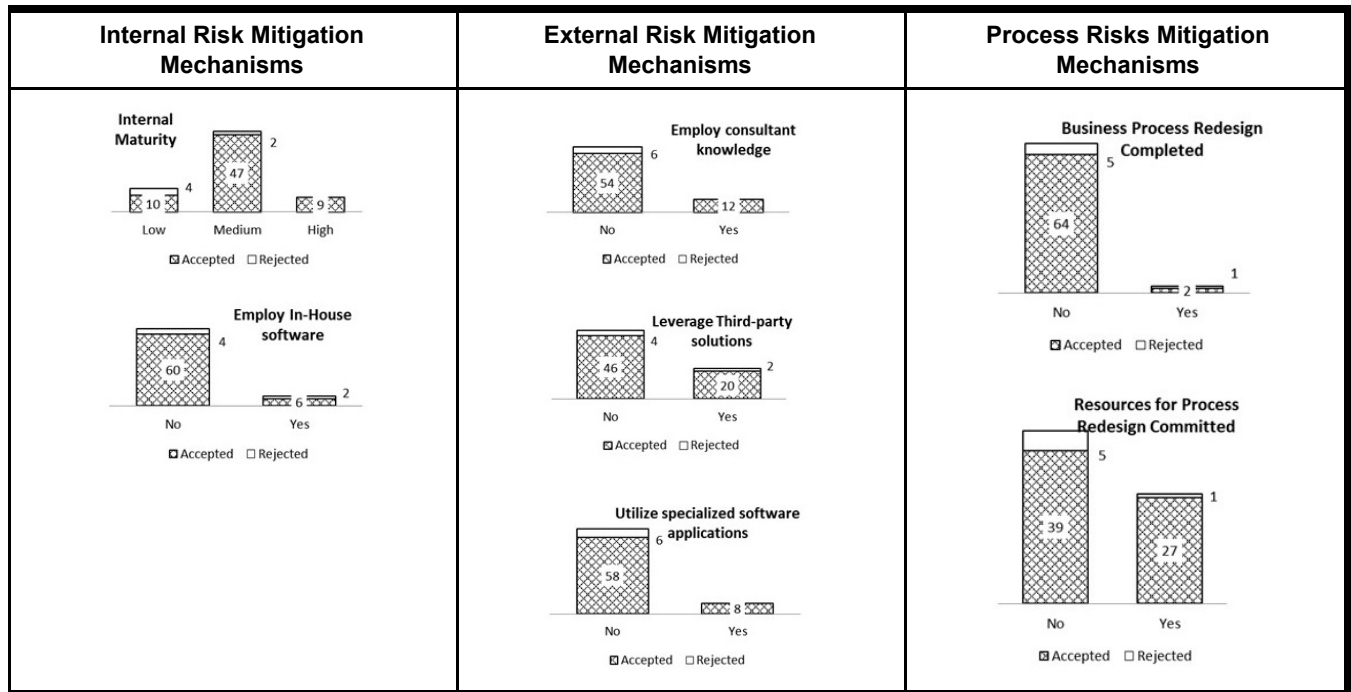 Internal Risk Mitigation
Mechanisms
External Risk Mitigation
Mechanisms
Process Risks Mitigation
Mechanisms
Internal
Maturity
2
4
47
10
9
Low Medium High
Accepted Rejected
Employ In-House
software
4
60
2
6
No Yes
Accepted Rejected
Employ consultant
knowledge
6
54
12
No Yes
Accepted Rejected
Leverage Third-party
solutions
4
46
2
20
No Yes
Accepted Rejected
Utilize specialized software
applications
6
58
8
No Yes
Accepted Rejected
Business Process Redesign
Completed
5
64
1
2
No Yes
Accepted Rejected
Resources for Process
Redesign Committed
5
39
1
27
No Yes
Accepted Rejected